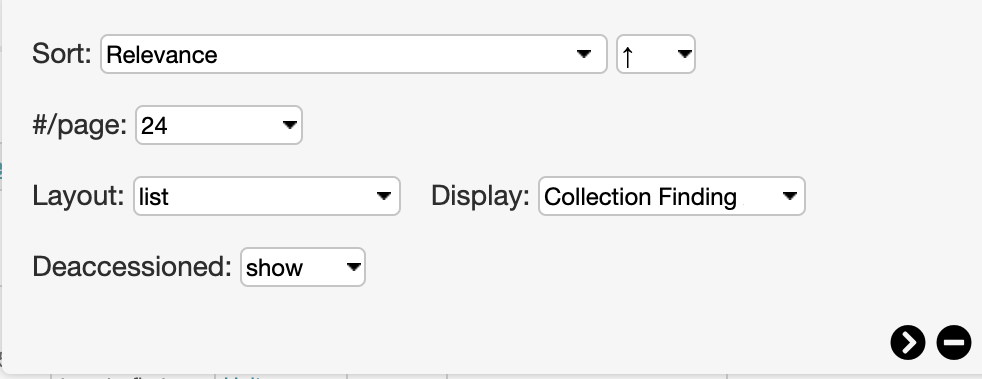 Sort: Relevance ↑
#/page: 24
Layout: list Display: Collection Finding
Deaccessioned: show